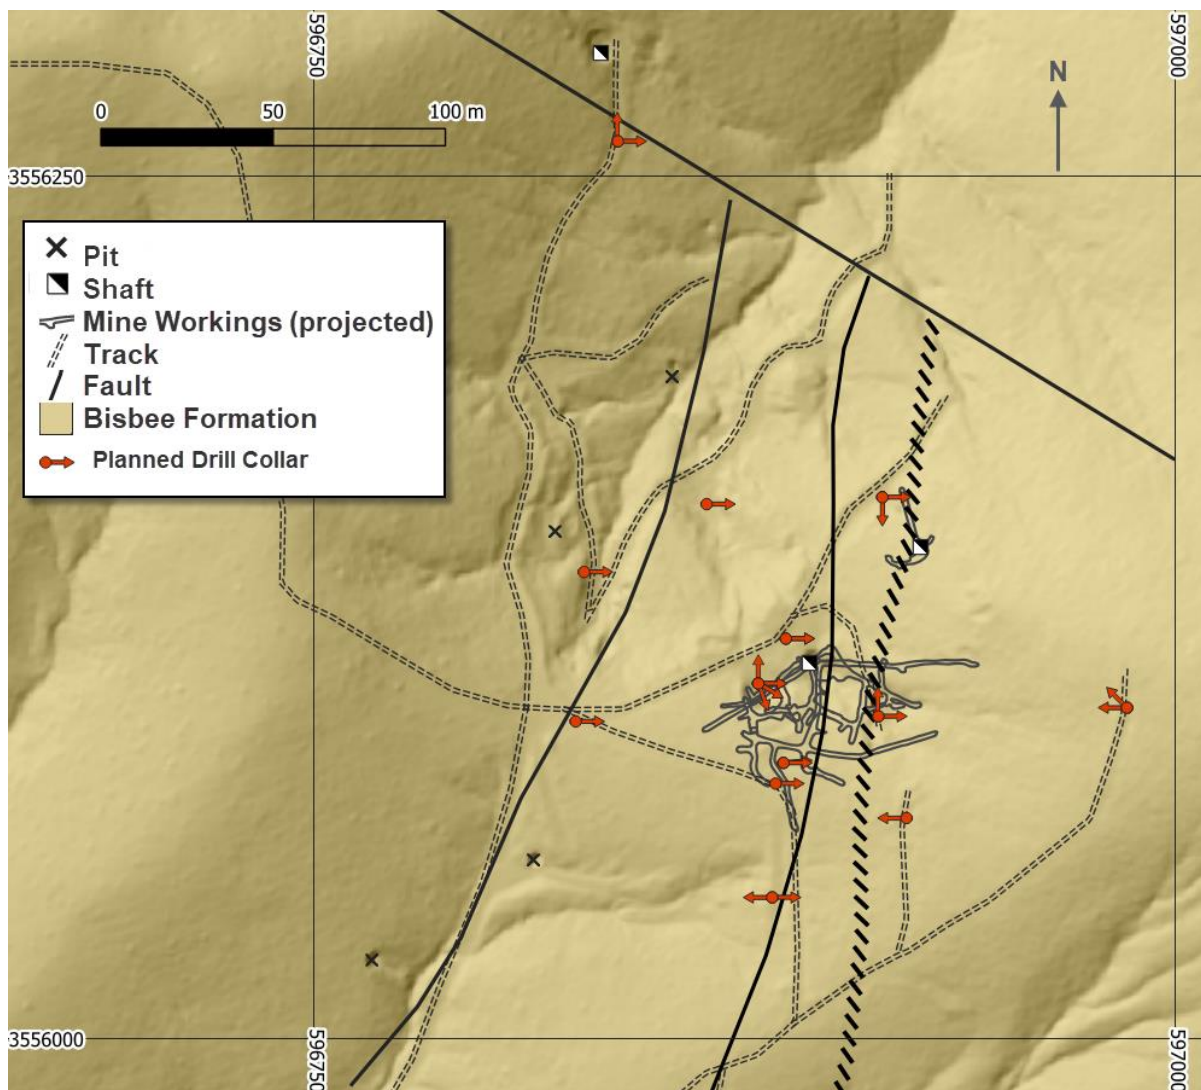 596750
597000
N
0 50 100 m
3556250
Pit
Shaft
Mine Workings (projected)
Track
Fault
Bisbee Formation
Planned Drill Collar
3556000
596750
597000